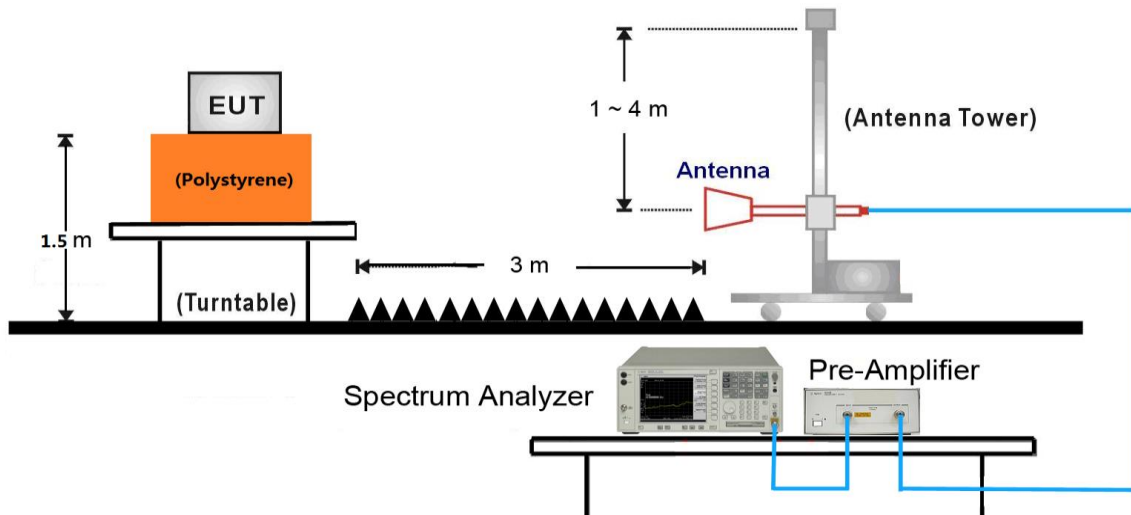 EUT
(Polystyrene)
1.5 m
(Turntable)
3 m
1 ~ 4 m
(Antenna Tower)
Antenna
Spectrum Analyzer
Pre-Amplifier